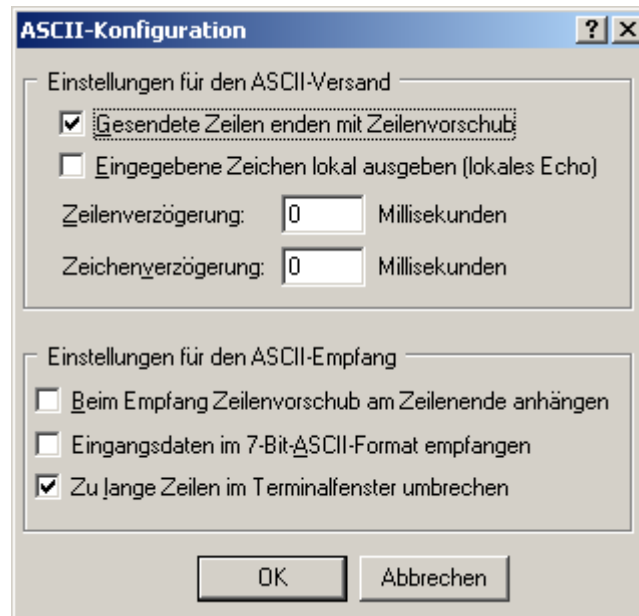 ASCII-Konfiguration
Einstellungen für den ASCII-Versand
Gesendete Zeilen enden mit Zeilenvorschub
Eingegebene Zeichen lokal ausgeben (lokales Echo)
Zeilenverzögerung: 0 Millisekunden
Zeichenverzögerung: 0 Millisekunden
Einstellungen für den ASCII-Empfang
Beim Empfang Zeilenvorschub am Zeilenende anhängen
Eingangsdaten im 7-Bit-ASCII-Format empfangen
Zu lange Zeilen im Terminalfenster umbrechen
OK Abbrechen